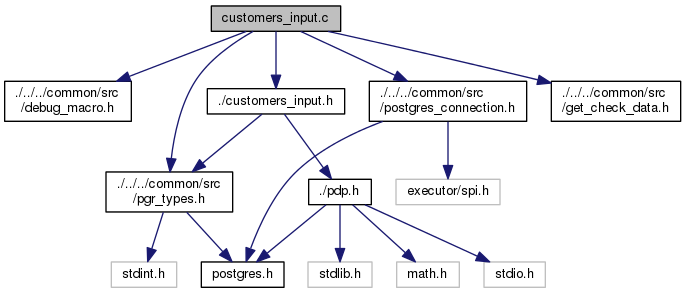 customers_input.c
./../../common/src
/debug_macro.h
./customers_input.h
./../../common/src
/postgres_connection.h
./../../common/src
/get_check_data.h
./../../common/src
/pgr_types.h
./pdp.h
executor/spi.h
stdint.h
postgres.h
stdlib.h
math.h
stdio.h